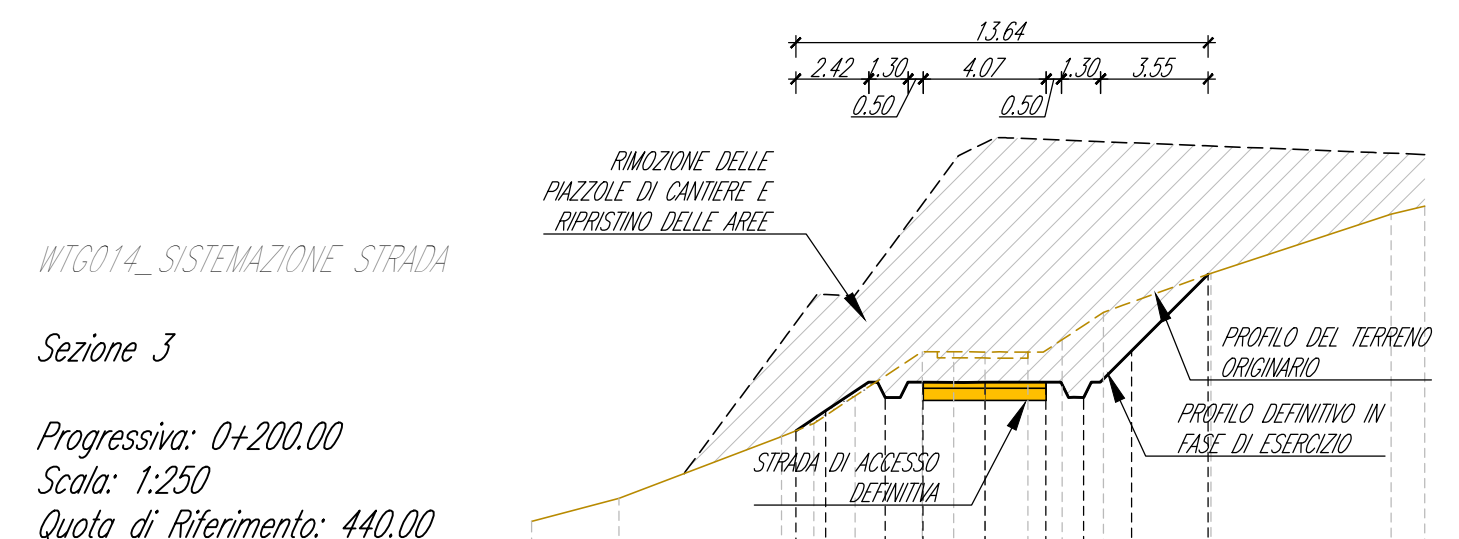 13.64
2.42 1.30 4.07 1.30 3.55
0.50 0.50
RIMOZIONE DELLE
PIAZZOLE DI CANTIERE E
RIPRISTINO DELLE AREE
WTG014_SISTEMAZIONE STRADA
Sezione 3
PROFILO DEL TERRENO
ORIGINARIO
PROFILO DEFINITIVO IN
FASE DI ESERCIZIO
Progressiva: 0+200.00
Scala: 1:250
Quota di Riferimento: 440.00
STRADA DI ACCESSO
DEFINITIVA